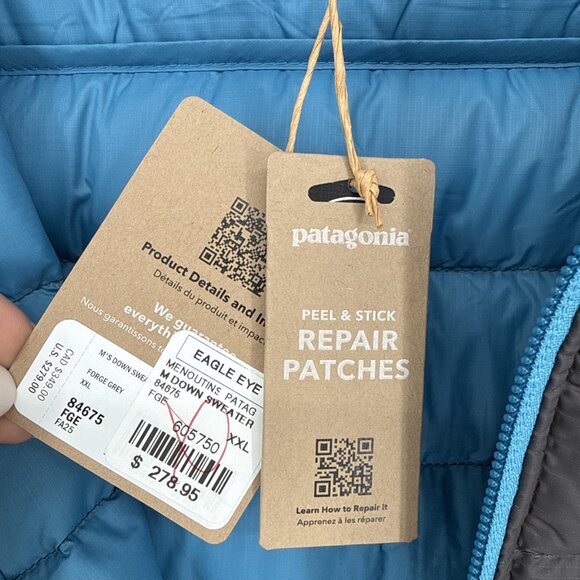 Product Details and In
Détails du produit et impac
We guarantee
everyth
Nous garantissons t
CAD $349.00
U.S. $279.00
M'S DOWN SWEA
FORGE GREY
XXL
84675
FGE
FA25
EAGLE EYE
MENOUTINS PATAG
M DOWN SWEATER
84675
FGE
605750
XXL
$ 278.95
patagonia
PEEL & STICK
REPAIR
PATCHES
Learn How to Repair It
Apprenez à les réparer